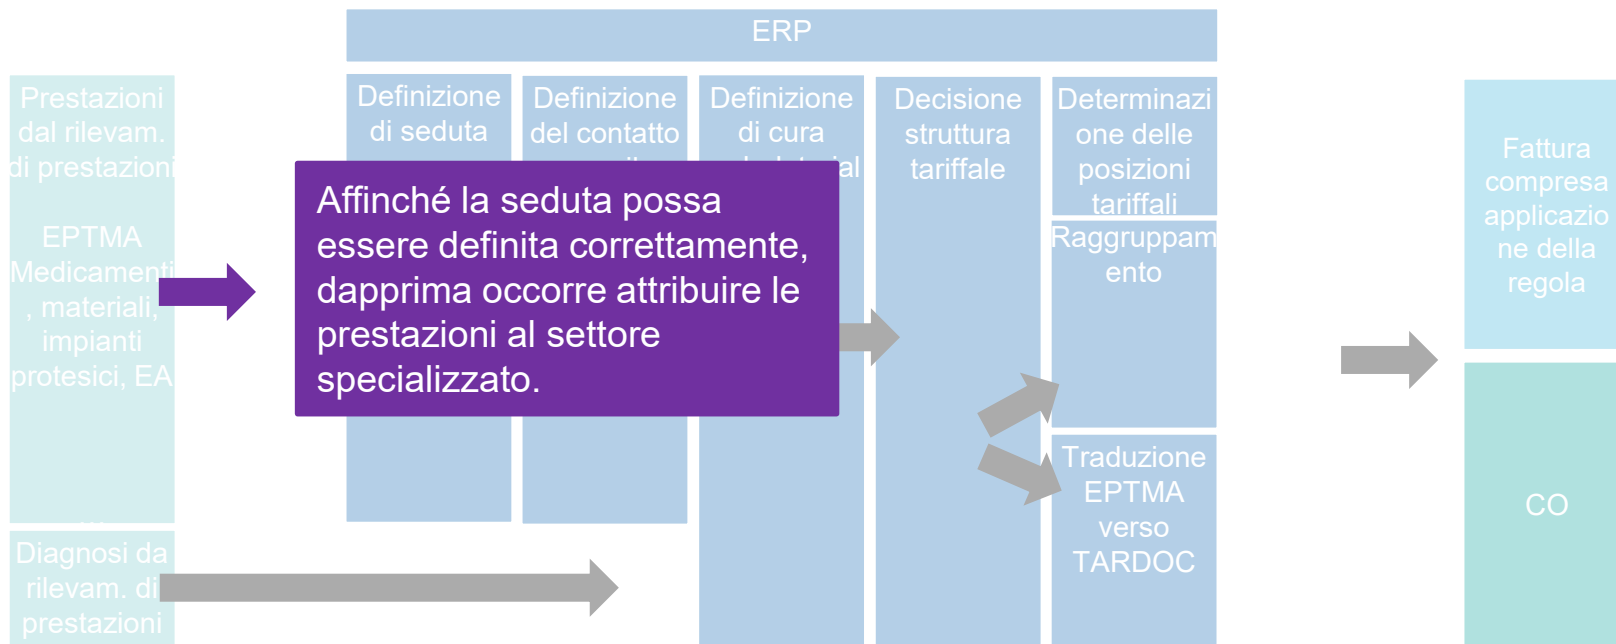 ERP
Prestazioni
dal rilevam.
di prestazioni
EPTMA
Medicamenti
, materiali,
impianti
protesici, EA
...
Diagnosi da
rilevam. di
prestazioni
Definizione
di seduta
Definizione
del contatto
Definizione
di cura
Affinché la seduta possa
essere definita correttamente,
dapprima occorre attribuire le
prestazioni al settore
specializzato.
Decisione
struttura
tariffale
Determinazi
one delle
posizioni
tariffali
Raggruppam
ento
Traduzione
EPTMA
verso
TARDOC
Fattura
compresa
applicazio
ne della
regola
CO